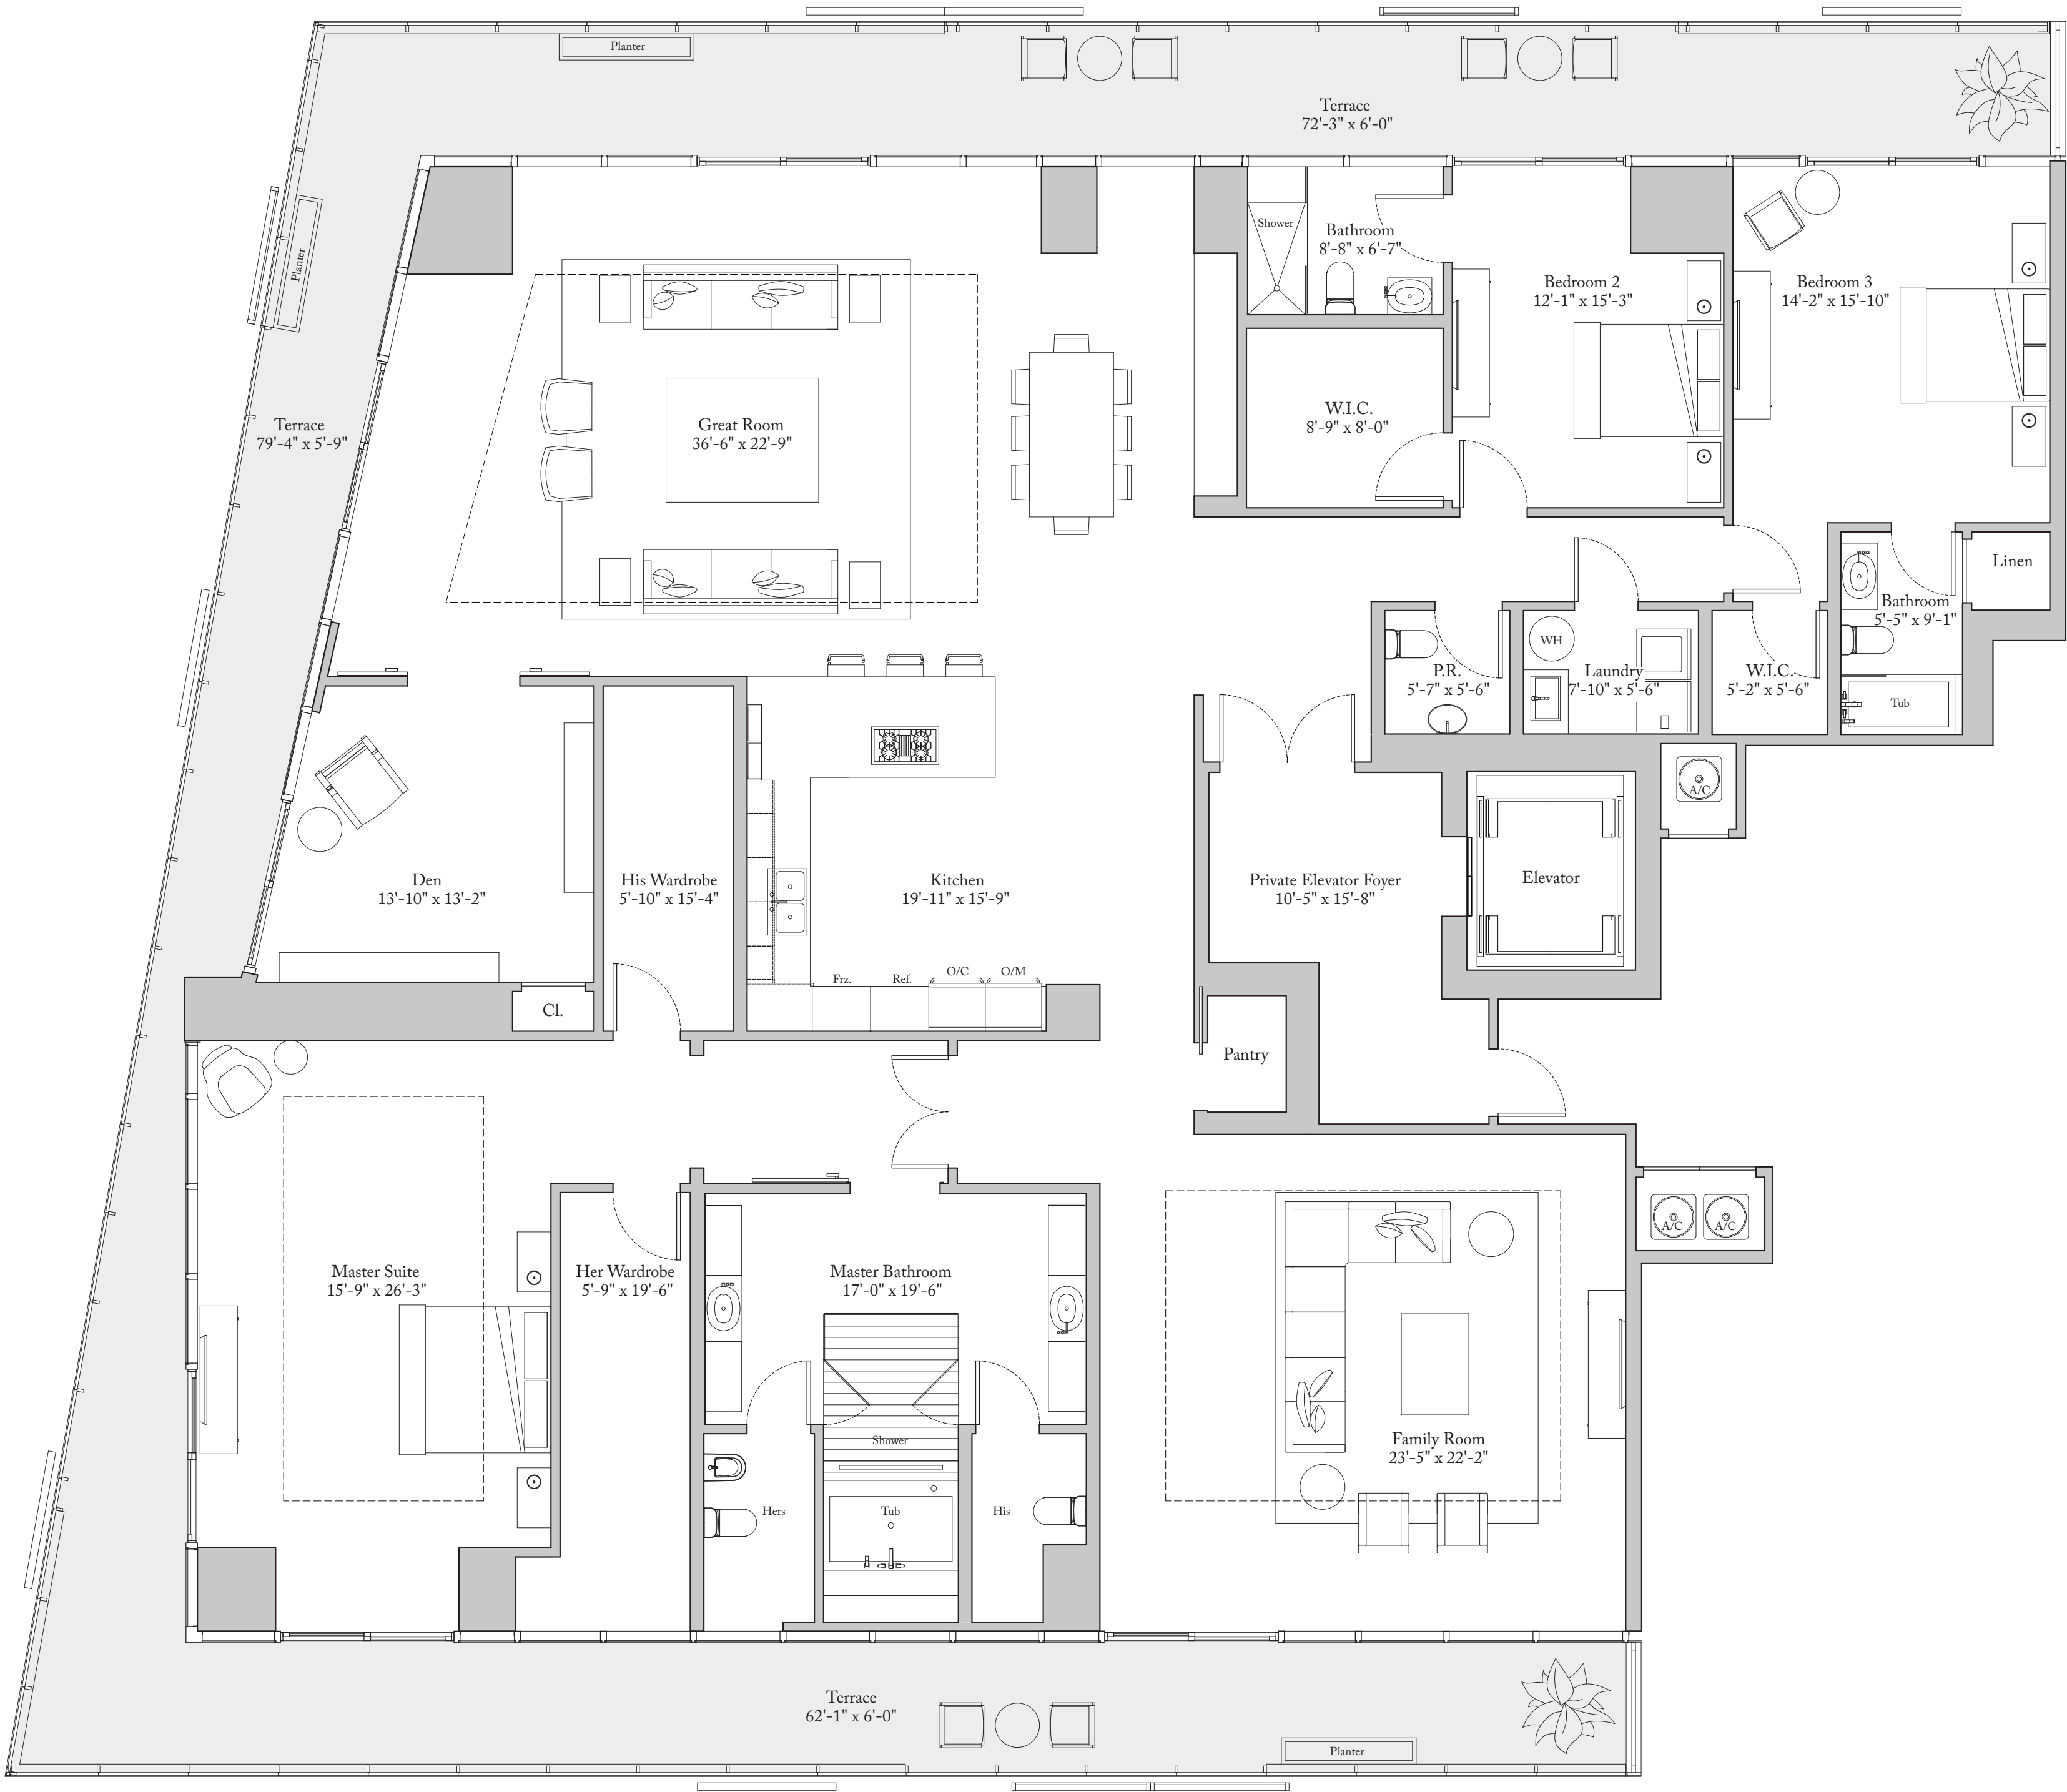 Planter
Terrace
72'-3" x 6'-0"
Planter
Shower
Bathroom
8'-8" x 6'-7"
Bedroom 2
12'-1" x 15'-3"
Bedroom 3
14'-2" x 15'-10"
Terrace
79'-4" x 5'-9"
Great Room
36'-6" x 22'-9"
W.I.C.
8'-9" x 8'-0"
Linen
Bathroom
5'-5" x 9'-1"
WH
P.R.
5'-7" x 5'-6"
Laundry
7'-10" x 5'-6"
W.I.C.
5'-2" x 5'-6"
Tub
A/C
Den
13'-10" x 13'-2"
His Wardrobe
5'-10" x 15'-4"
Kitchen
19'-11" x 15'-9"
Private Elevator Foyer
10'-5" x 15'-8"
Elevator
Frz.
Ref.
O/C
O/M
Cl.
Pantry
A/C
A/C
Master Suite
15'-9" x 26'-3"
Her Wardrobe
5'-9" x 19'-6"
Master Bathroom
17'-0" x 19'-6"
Shower
Family Room
23'-5" x 22'-2"
Hers
Tub
His
Terrace
62'-1" x 6'-0"
Planter